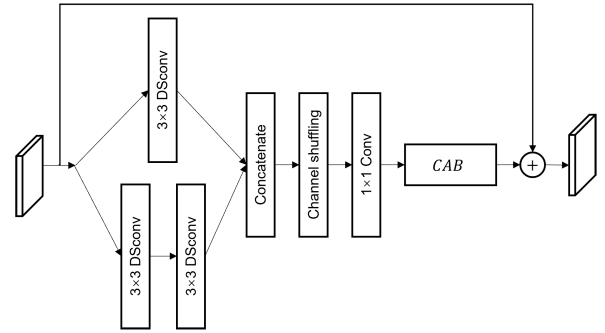 3×3 DSconv
3×3 DSconv
3×3 DSconv
Concatenate
Channel shuffling
1×1 Conv
CAB
+